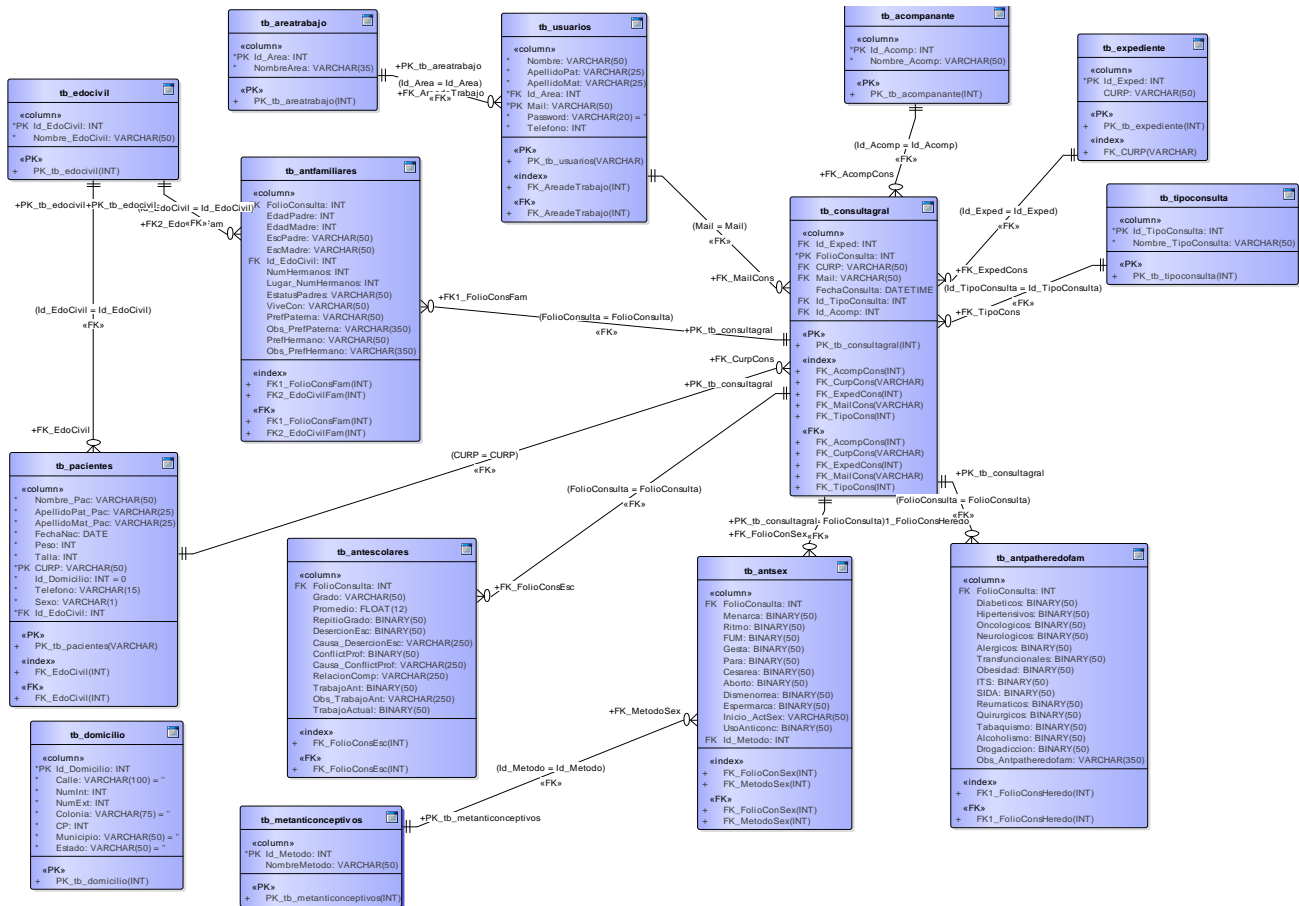 tb_areatrabajo
«column»
*PK Id_Area: INT
* NombreArea: VARCHAR(35)
«PK»
+ PK_tb_areatrabajo(INT)
+PK_tb_areatrabajo
(Id_Area = Id_Area)
«FK»
tb_usuarios
«column»
* Nombre: VARCHAR(50)
* ApellidoPat: VARCHAR(25)
* ApellidoMat: VARCHAR(25)
*FK Id_Area: INT
*PK Mail: VARCHAR(50)
* Password: VARCHAR(20) = ''
* Telefono: INT
«PK»
+ PK_tb_usuarios(VARCHAR)
«index»
+ FK_AreadeTrabajo(INT)
«FK»
+ FK_AreadeTrabajo(INT)
tb_acompanante
«column»
*PK Id_Acomp: INT
* Nombre_Acomp: VARCHAR(50)
«PK»
+ PK_tb_acompanante(INT)
(Id_Acomp = Id_Acomp)
«FK»
+FK_AcompCons
tb_expediente
«column»
*PK Id_Exped: INT
CURP: VARCHAR(50)
«PK»
+ PK_tb_expediente(INT)
«index»
+ FK_CURP(VARCHAR)
(Id_Exped = Id_Exped)
«FK»
+FK_ExpedCons
tb_edocivil
«column»
*PK Id_EdoCivil: INT
* Nombre_EdoCivil: VARCHAR(50)
«PK»
+ PK_tb_edocivil(INT)
+PK_tb_edocivil
+PK_tb_edocivil
(Id_EdoCivil = Id_EdoCivil)
«FK»
tb_antfamiliares
«column»
FolioConsulta: INT
EdadPadre: INT
EdadMadre: INT
EscPadre: VARCHAR(50)
EscMadre: VARCHAR(50)
FK Id_EdoCivil: INT
NumHermanos: INT
Lugar_NumHermanos: INT
EstatusPadres: VARCHAR(50)
ViveCon: VARCHAR(50)
PrefPaterna: VARCHAR(50)
Obs_PrefPaterna: VARCHAR(350)
PrefHermano: VARCHAR(50)
Obs_PrefHermano: VARCHAR(350)
«index»
+ FK1_FolioConsFam(INT)
+ FK2_EdoCivilFam(INT)
«FK»
+ FK1_FolioConsFam(INT)
+ FK2_EdoCivilFam(INT)
(Mail = Mail)
«FK»
+FK_MailCons
tb_consultagral
«column»
FK Id_Exped: INT
*PK FolioConsulta: INT
FK CURP: VARCHAR(50)
FK Mail: VARCHAR(50)
FechaConsulta: DATETIME
FK Id_TipoConsulta: INT
FK Id_Acomp: INT
«PK»
+ PK_tb_consultagral(INT)
«index»
+ FK_AcompCons(INT)
+ FK_CurpCons(VARCHAR)
+ FK_ExpedCons(INT)
+ FK_MailCons(VARCHAR)
+ FK_TipoCons(INT)
«FK»
+ FK_AcompCons(INT)
+ FK_CurpCons(VARCHAR)
+ FK_ExpedCons(INT)
+ FK_MailCons(VARCHAR)
+ FK_TipoCons(INT)
tb_tipoconsulta
«column»
*PK Id_TipoConsulta: INT
* Nombre_TipoConsulta: VARCHAR(50)
«PK»
+ PK_tb_tipoconsulta(INT)
(Id_TipoConsulta = Id_TipoConsulta)
«FK»
+FK_TipoCons
+FK1_FolioConsFam
(FolioConsulta = FolioConsulta)
«FK»
+PK_tb_consultagral
+FK_CurpCons
+PK_tb_consultagral
(Id_EdoCivil = Id_EdoCivil)
«FK»
+FK_EdoCivil
(CURP = CURP)
«FK»
(FolioConsulta = FolioConsulta)
«FK»
+FK_FolioConsEsc
+PK_tb_consultagral
(FolioConsulta = FolioConsulta)
«FK»
+PK_tb_consultagral
+FK_FolioConSex
«FK»
tb_pacientes
«column»
* Nombre_Pac: VARCHAR(50)
* ApellidoPat_Pac: VARCHAR(25)
* ApellidoMat_Pac: VARCHAR(25)
* FechaNac: DATE
* Peso: INT
* Talla: INT
*PK CURP: VARCHAR(50)
* Id_Domicilio: INT = 0
* Telefono: VARCHAR(15)
* Sexo: VARCHAR(1)
*FK Id_EdoCivil: INT
«PK»
+ PK_tb_pacientes(VARCHAR)
«index»
+ FK_EdoCivil(INT)
«FK»
+ FK_EdoCivil(INT)
tb_antescolares
«column»
FK FolioConsulta: INT
Grado: VARCHAR(50)
Promedio: FLOAT(12)
RepitioGrado: BINARY(50)
DesercionEsc: BINARY(50)
Causa_DesercionEsc: VARCHAR(250)
ConflictProf: BINARY(50)
Causa_ConflictProf: VARCHAR(250)
RelacionComp: VARCHAR(250)
TrabajoAnt: BINARY(50)
Obs_TrabajoAnt: VARCHAR(250)
TrabajoActual: BINARY(50)
«index»
+ FK_FolioConsEsc(INT)
«FK»
+ FK_FolioConsEsc(INT)
tb_antsex
«column»
FK FolioConsulta: INT
Menarca: BINARY(50)
Ritmo: BINARY(50)
FUM: BINARY(50)
Gesta: BINARY(50)
Para: BINARY(50)
Cesarea: BINARY(50)
Aborto: BINARY(50)
Dismenorrea: BINARY(50)
Espermarca: BINARY(50)
Inicio_ActSex: VARCHAR(50)
UsoAnticonc: BINARY(50)
FK Id_Metodo: INT
«index»
+ FK_FolioConSex(INT)
+ FK_MetodoSex(INT)
«FK»
+ FK_FolioConSex(INT)
+ FK_MetodoSex(INT)
tb_antpatheredofam
«column»
FK FolioConsulta: INT
Diabeticos: BINARY(50)
Hipertensivos: BINARY(50)
Oncologicos: BINARY(50)
Neurologicos: BINARY(50)
Alergicos: BINARY(50)
Transfuncionales: BINARY(50)
Obesidad: BINARY(50)
ITS: BINARY(50)
SIDA: BINARY(50)
Reumaticos: BINARY(50)
Quirurgicos: BINARY(50)
Tabaquismo: BINARY(50)
Alcoholismo: BINARY(50)
Drogadiccion: BINARY(50)
Obs_Antpatheredofam: VARCHAR(350)
«index»
+ FK1_FolioConsHeredo(INT)
«FK»
+ FK1_FolioConsHeredo(INT)
tb_domicilio
«column»
*PK Id_Domicilio: INT
* Calle: VARCHAR(100) = ''
* NumInt: INT
* NumExt: INT
* Colonia: VARCHAR(75) = ''
* CP: INT
* Municipio: VARCHAR(50) = ''
* Estado: VARCHAR(50) = ''
«PK»
+ PK_tb_domicilio(INT)
+FK_MetodoSex
(Id_Metodo = Id_Metodo)
«FK»
+PK_tb_metanticonceptivos
tb_metanticonceptivos
«column»
*PK Id_Metodo: INT
NombreMetodo: VARCHAR(50)
«PK»
+ PK_tb_metanticonceptivos(INT)